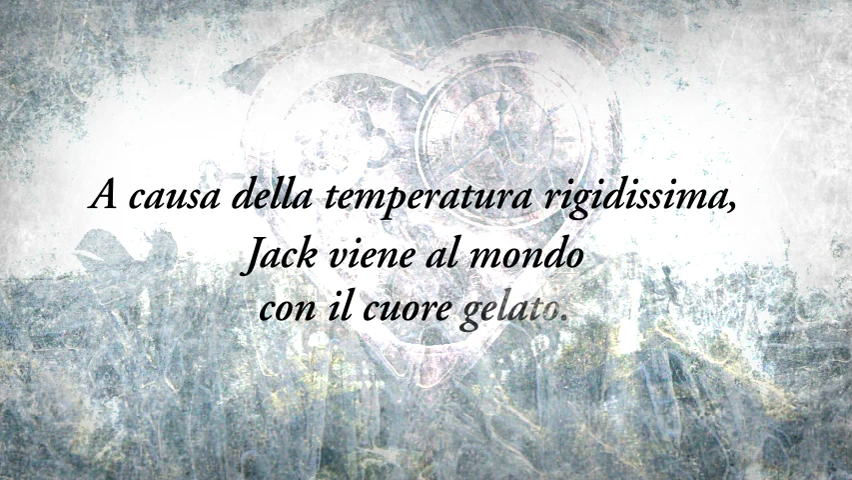 A causa della temperatura rigidissima,
Jack viene al mondo
con il cuore gelato.